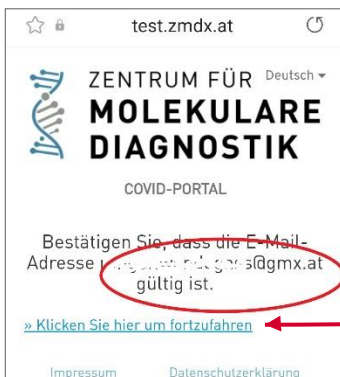 test.zmdx.at
ZENTRUM FÜR Deutsch
MOLEKULARE
DIAGNOSTIK
COVID-PORTAL
Bestätigen Sie, dass die E-Mail-
Adresse @gmx.at
gültig ist.
» Klicken Sie hier um fortzufahren
Impressum Datenschutzerklärung